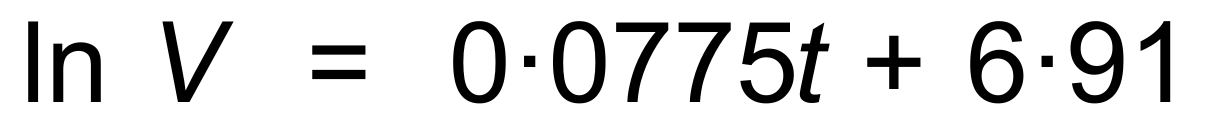 ln V = 0·0775t + 6·91